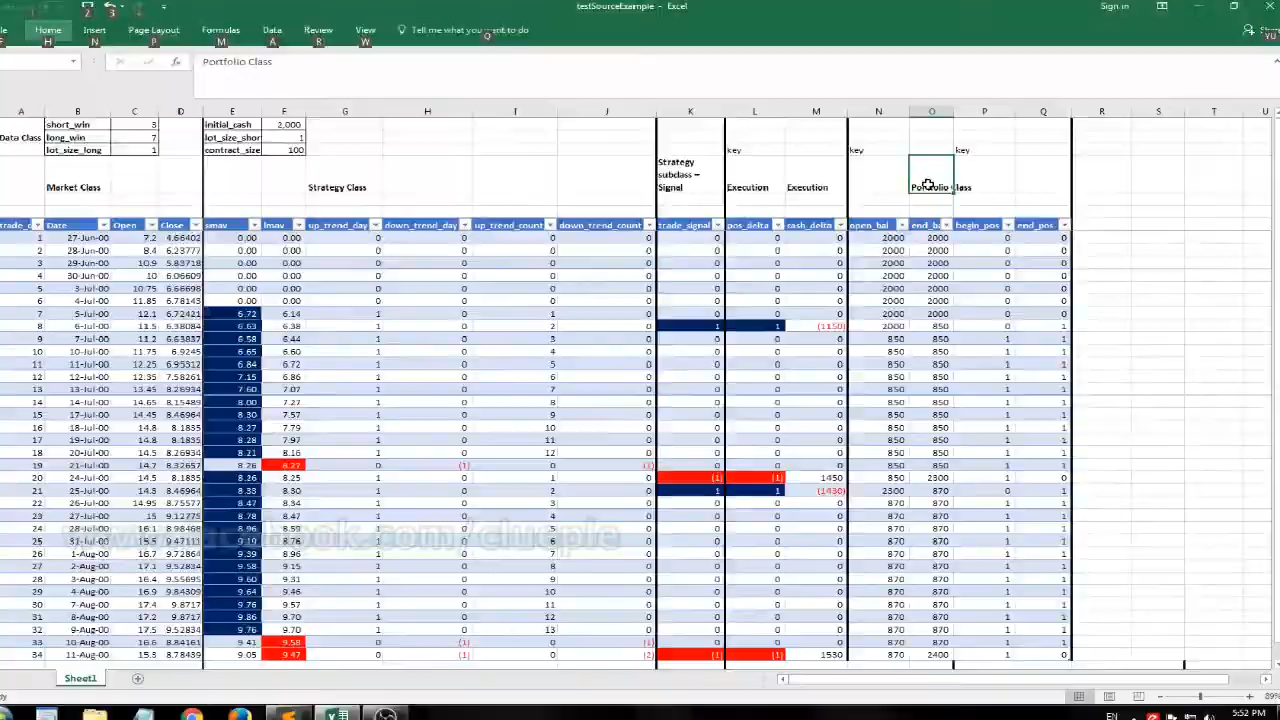 testSourceExample - Excel
Sign in
Home Insert Page Layout Formulas Data Review View Tell me what you want to do
H N P M A R W Q
Portfolio Class
A B C D E F G H I J K L M N O P Q R S T U
short_win 3 initial_cash 2,000
Data Class long_win 7 lot_size_shor 1
lot_size_long 1 contract_size 100 key key key
Strategy
subclass –
Market Class Strategy Class Signal Execution Execution Portfolio Class
trade_d Date Open Close smav lmav up_trend_day down_trend_day up_trend_count down_trend_count trade_signal pos_delta cash_delta open_bal end_ba begin_pos end_pos
1 27-Jun-00 7.2 4.66402 0.00 0.00 0 0 0 0 0 0 0 2000 2000 0 0
2 28-Jun-00 8.4 6.23777 0.00 0.00 0 0 0 0 0 0 0 2000 2000 0 0
3 29-Jun-00 10.9 5.83718 0.00 0.00 0 0 0 0 0 0 0 2000 2000 0 0
4 30-Jun-00 10 6.06609 0.00 0.00 0 0 0 0 0 0 0 2000 2000 0 0
5 3-Jul-00 10.75 6.66698 0.00 0.00 0 0 0 0 0 0 0 2000 2000 0 0
6 4-Jul-00 11.85 6.78143 0.00 0.00 0 0 0 0 0 0 0 2000 2000 0 0
7 5-Jul-00 12.1 6.72421 6.72 6.14 0 0 1 0 0 0 0 2000 2000 0 0
8 6-Jul-00 11.5 6.38084 6.63 6.38 1 0 2 0 1 1 (1150) 2000 850 0 1
9 7-Jul-00 11.2 6.63837 6.58 6.44 1 0 3 0 0 0 0 850 850 1 1
10 10-Jul-00 11.75 6.9245 6.65 6.60 1 0 4 0 0 0 0 850 850 1 1
11 11-Jul-00 12.25 6.95312 6.84 6.72 1 0 5 0 0 0 0 850 850 1 1
12 12-Jul-00 12.35 7.58261 7.15 6.86 1 0 6 0 0 0 0 850 850 1 1
13 13-Jul-00 13.45 8.26934 7.60 7.07 1 0 7 0 0 0 0 850 850 1 1
14 14-Jul-00 14.65 8.15489 8.00 7.27 1 0 8 0 0 0 0 850 850 1 1
15 17-Jul-00 14.45 8.46964 8.30 7.57 1 0 9 0 0 0 0 850 850 1 1
16 18-Jul-00 14.8 8.1835 8.27 7.79 1 0 10 0 0 0 0 850 850 1 1
17 19-Jul-00 14.8 8.1835 8.28 7.97 1 0 11 0 0 0 0 850 850 1 1
18 20-Jul-00 14.5 8.26934 8.21 8.16 1 0 12 0 0 0 0 850 850 1 1
19 21-Jul-00 14.7 8.32657 8.26 8.27 0 (1) 0 (1) 0 0 0 850 850 1 1
20 24-Jul-00 14.5 8.1835 8.26 8.25 0 0 1 0 (1) (1) 1450 850 2300 1 0
21 25-Jul-00 14.3 8.46964 8.33 8.30 1 0 2 0 1 1 (1430) 2300 870 0 1
22 26-Jul-00 14.95 8.75577 8.47 8.34 1 0 3 0 0 0 0 870 870 1 1
23 27-Jul-00 15 9.12775 8.78 8.51 1 0 4 0 0 0 0 870 870 1 1
24 28-Jul-00 16.1 8.98468 8.96 8.59 1 0 5 0 0 0 0 870 870 1 1
25 31-Jul-00 15.5 9.47113 9.19 8.76 1 0 6 0 0 0 0 870 870 1 1
26 1-Aug-00 16.7 9.72864 9.39 8.96 1 0 7 0 0 0 0 870 870 1 1
27 2-Aug-00 17.1 9.52834 9.58 9.15 1 0 8 0 0 0 0 870 870 1 1
28 3-Aug-00 16.4 9.55695 9.60 9.31 1 0 9 0 0 0 0 870 870 1 1
29 4-Aug-00 16.4 9.84309 9.64 9.46 1 0 10 0 0 0 0 870 870 1 1
30 7-Aug-00 17.4 9.8717 9.76 9.57 1 0 11 0 0 0 0 870 870 1 1
31 8-Aug-00 17.2 9.8717 9.86 9.70 1 0 12 0 0 0 0 870 870 1 1
32 9-Aug-00 17.5 9.52834 9.76 9.70 1 0 13 0 0 0 0 870 870 1 1
33 10-Aug-00 16.6 8.84161 9.41 9.58 0 (1) 0 (1) 0 0 0 870 870 1 1
34 11-Aug-00 15.3 8.78439 9.05 9.47 0 (1) 0 (2) (1) (1) 1530 870 2400 1 0
Sheet1
89%
EN 5:52 PM